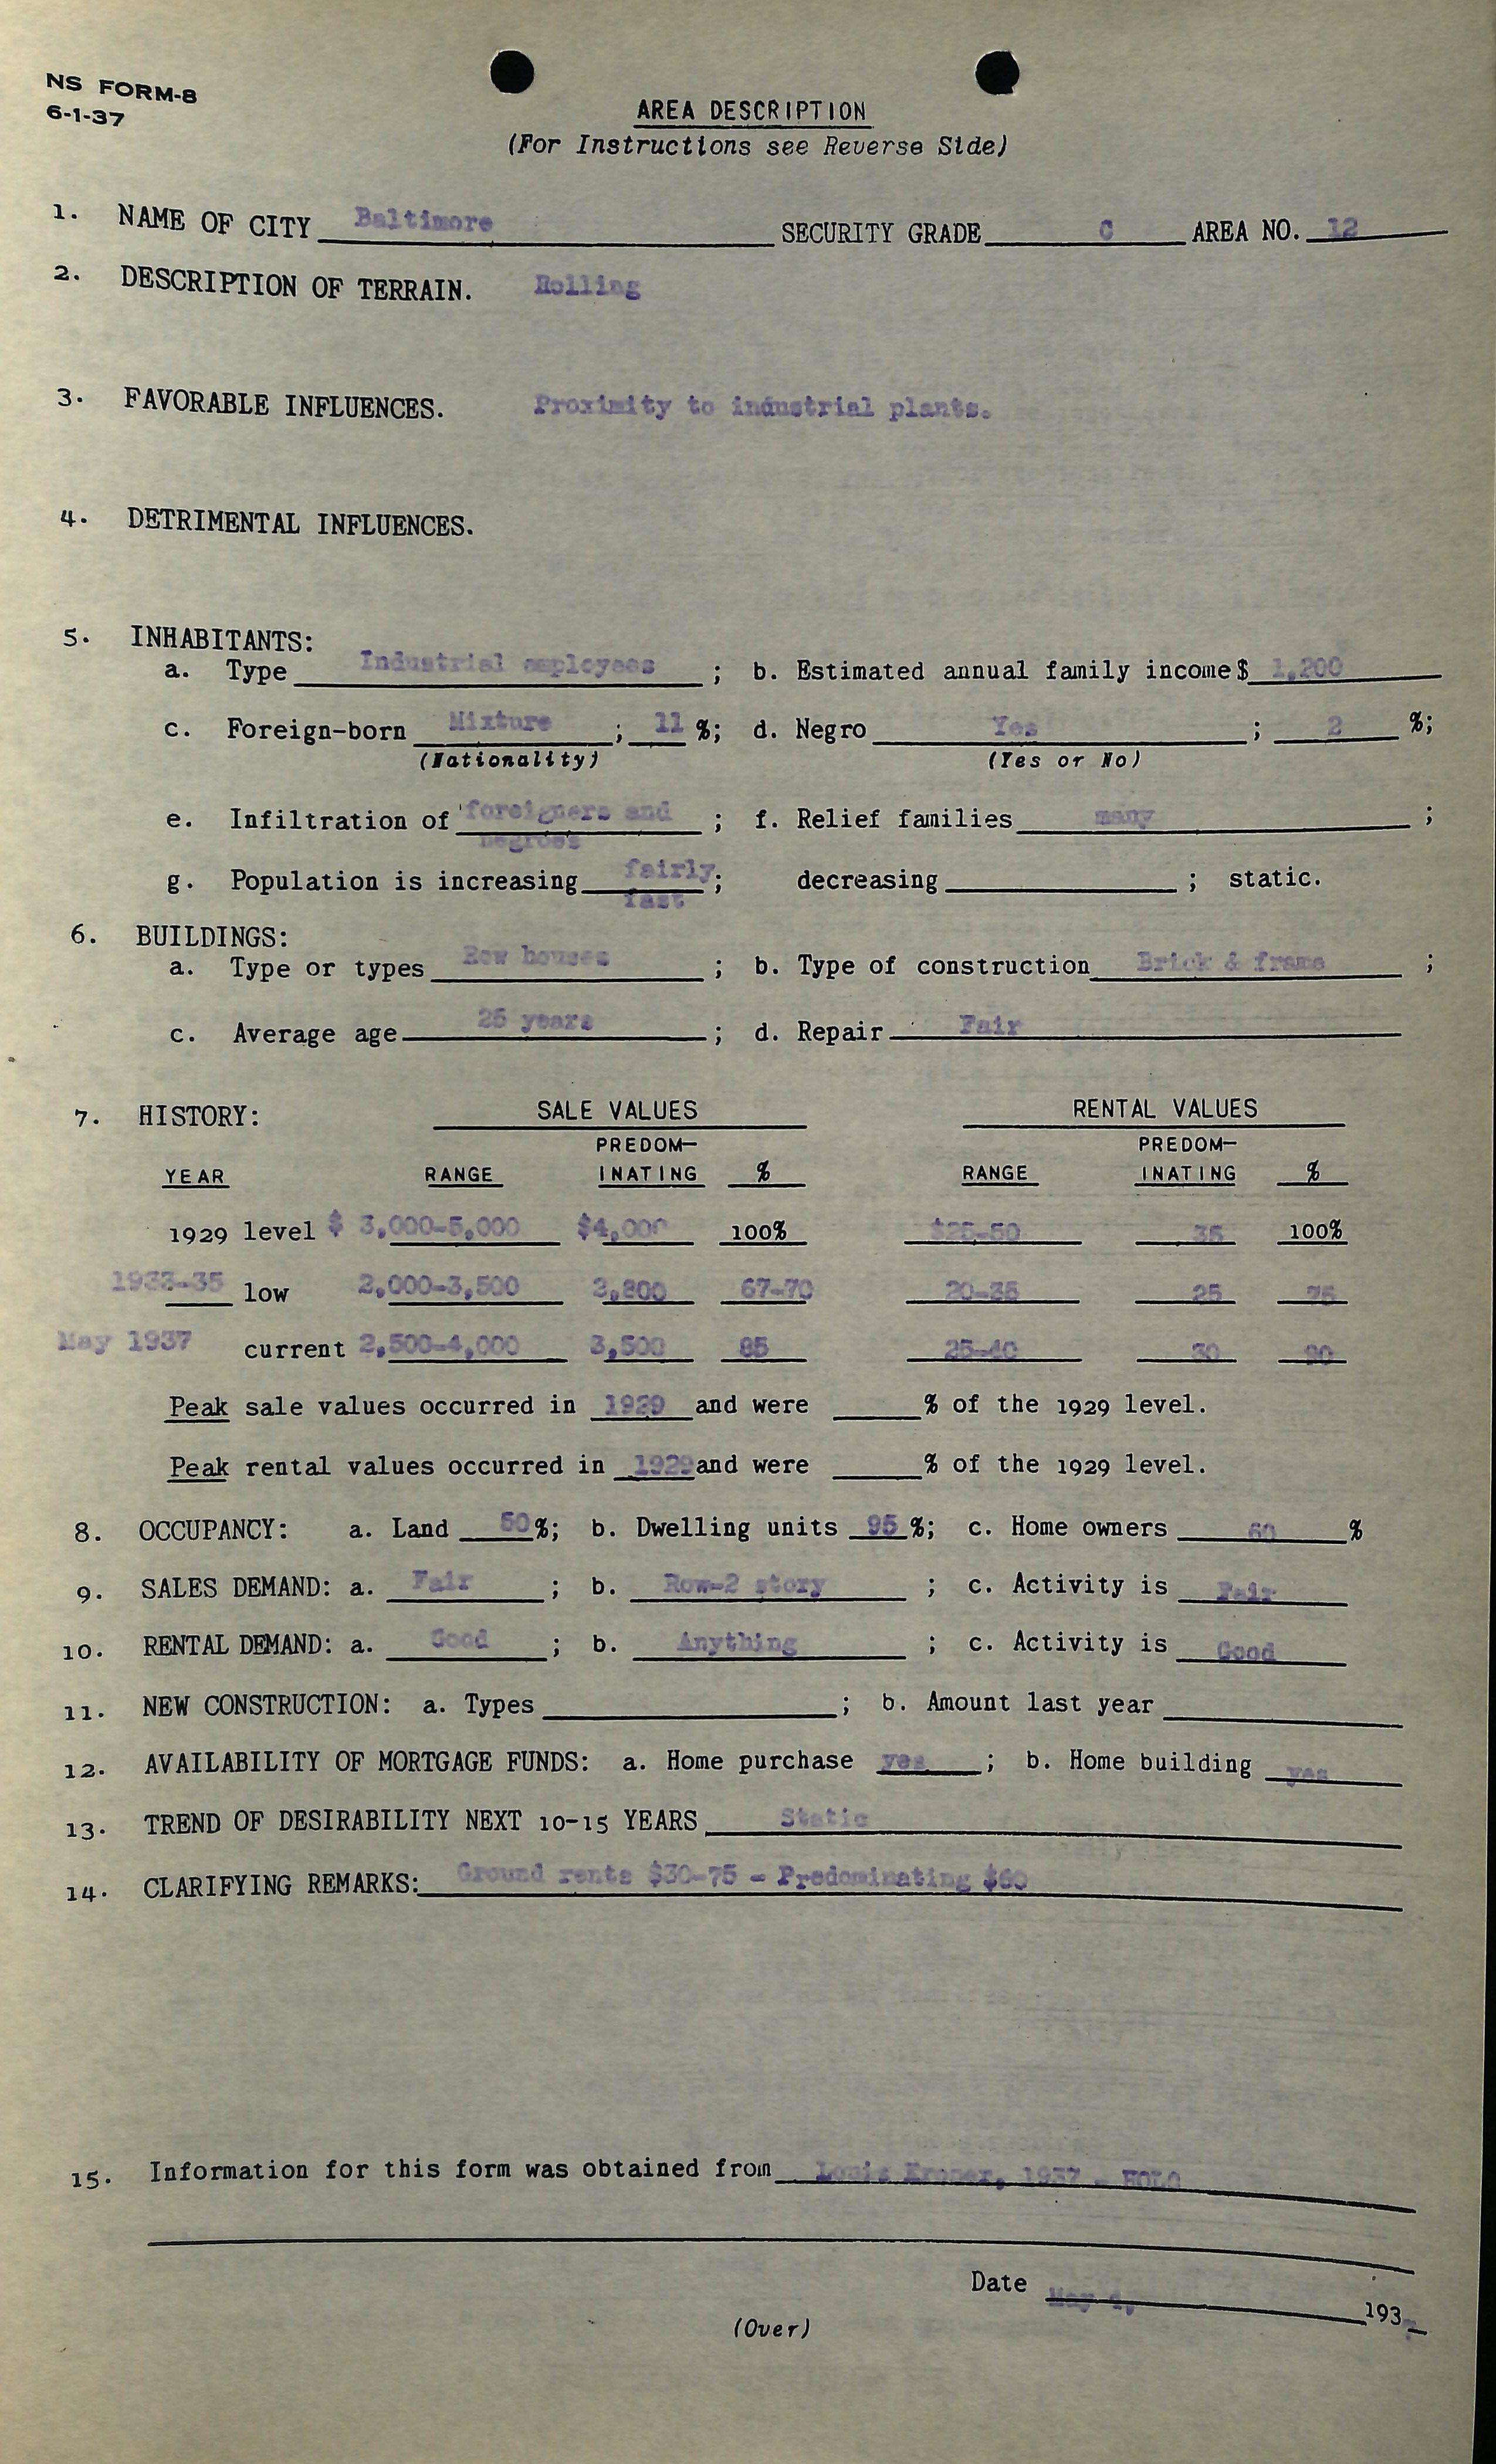 NS FORM-8
6-1-37
AREA DESCRIPTION
(For Instructions see Reverse Side)
1. NAME OF CITY Baltimore SECURITY GRADE C AREA NO. 12
2. DESCRIPTION OF TERRAIN. Rolling
3. FAVORABLE INFLUENCES. Proximity to industrial plants.
4. DETRIMENTAL INFLUENCES.
5. INHABITANTS:
a. Type Industrial employees ; b. Estimated annual family income $ 1,200
c. Foreign-born Mixture ; 11 %; d. Negro Yes ; 2 %;
(Nationality) (Yes or No)
e. Infiltration of foreigners and ; f. Relief families many ;
negroes
g. Population is increasing fairly ; decreasing ; static.
fast
6. BUILDINGS:
a. Type or types Row houses ; b. Type of construction Brick & frame ;
c. Average age 25 years ; d. Repair Fair
7. HISTORY: SALE VALUES RENTAL VALUES
PREDOM- PREDOM-
YEAR RANGE INATING % RANGE INATING %
1929 level $ 3,000-5,000 $4,000 100% $25-50 35 100%
1933-35 low 2,000-3,500 2,800 67-70 20-35 25 75
May 1937 current 2,500-4,000 3,500 85 25-40 30 90
Peak sale values occurred in 1929 and were % of the 1929 level.
Peak rental values occurred in 1929 and were % of the 1929 level.
8. OCCUPANCY: a. Land 50 %; b. Dwelling units 95 %; c. Home owners 60 %
9. SALES DEMAND: a. Fair ; b. Row-2 story ; c. Activity is Fair
10. RENTAL DEMAND: a. Good ; b. Anything ; c. Activity is Good
11. NEW CONSTRUCTION: a. Types ; b. Amount last year
12. AVAILABILITY OF MORTGAGE FUNDS: a. Home purchase yes ; b. Home building yes
13. TREND OF DESIRABILITY NEXT 10-15 YEARS Static
14. CLARIFYING REMARKS: Ground rents $30-75 - Predominating $60
15. Information for this form was obtained from Louis Kroner, 1937 - HOLC
Date May 4, 193
(Over)